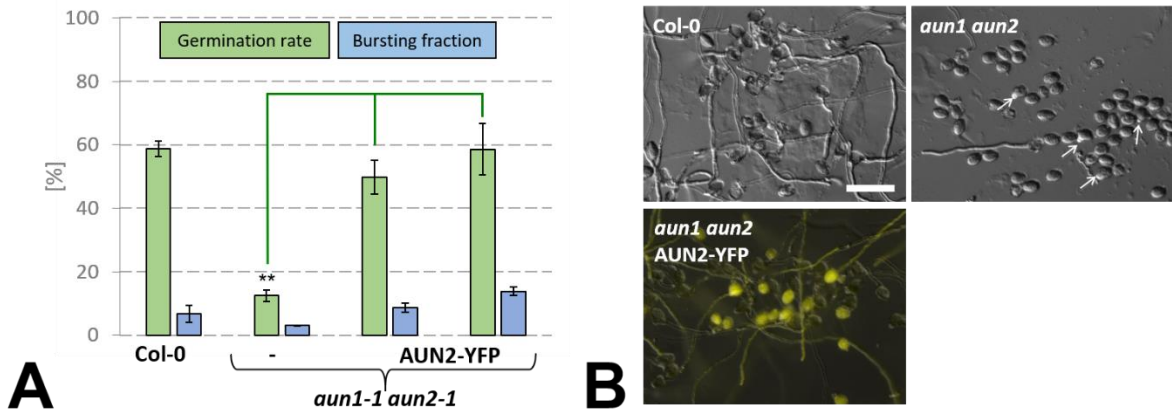 100
80
60
40
20
0
[%]
Germination rate
Bursting fraction
**
Col-0
-
AUN2-YFP
aun1-1 aun2-1
A
Col-0
aun1 aun2
aun1 aun2
AUN2-YFP
B